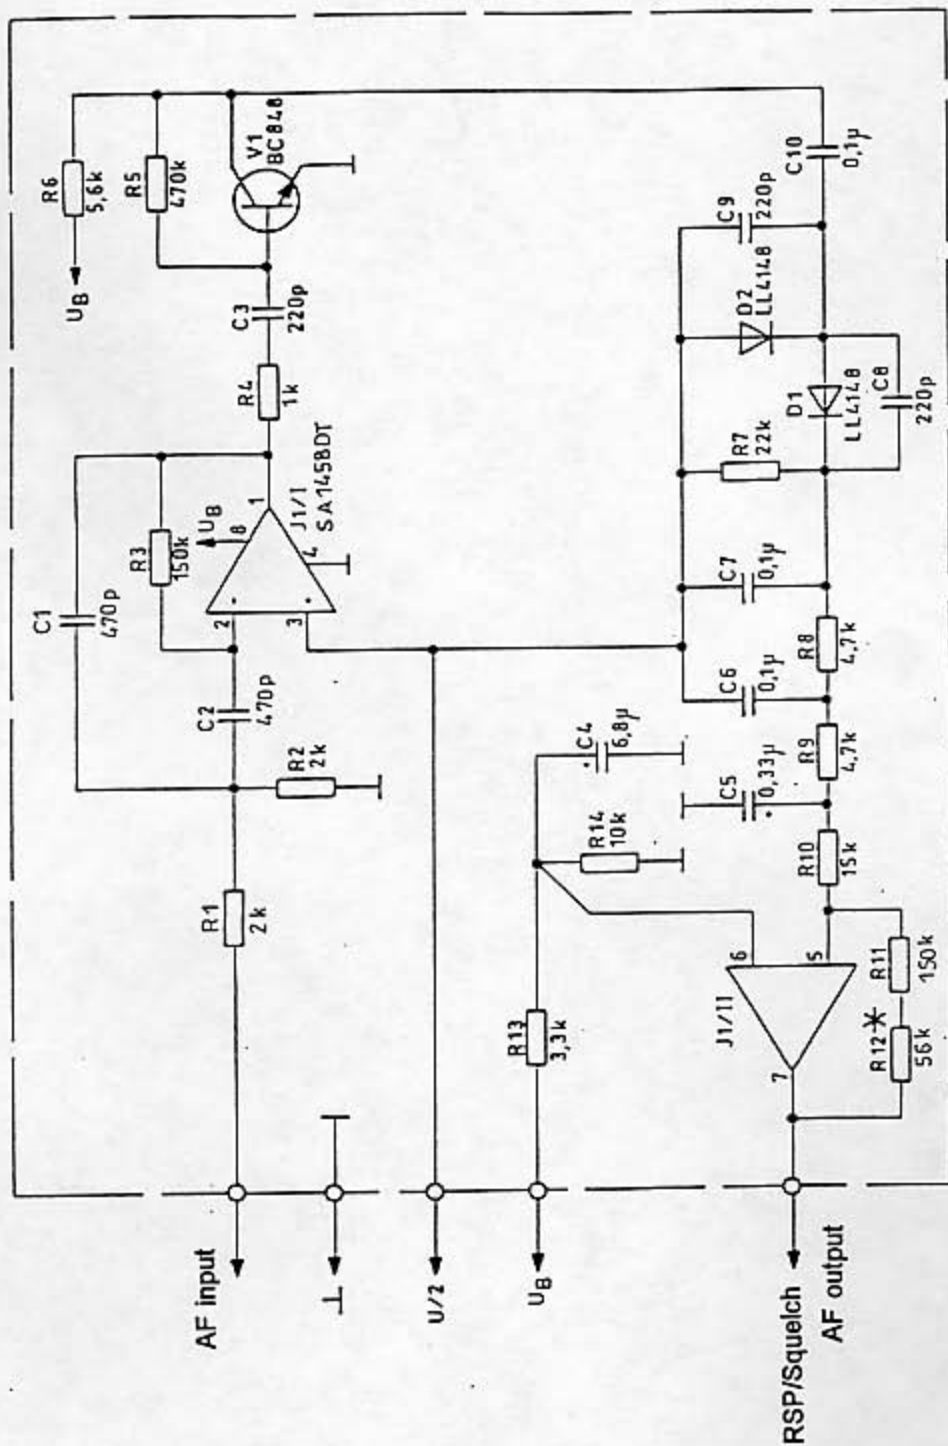 R6
5,6k
U_B
R5
470k
V1
BC848
C3
220p
R4
1k
C1
470p
R3
150k
U_B
8
1
2
3
4
J1/I
SA1458DT
C2
470p
R2
2k
R1
2k
AF input
⊥
U/2
U_B
R13
3,3k
R14
10k
C4
6,8µ
C10
0,1µ
C9
220p
D2
LL4148
D1
LL4148
C8
220p
R7
22k
C7
0,1µ
R8
4,7k
C6
0,1µ
R9
4,7k
C5
0,33µ
R10
15k
6
5
7
J1/II
R11
150k
R12*
56k
RSP/Squelch
AF output